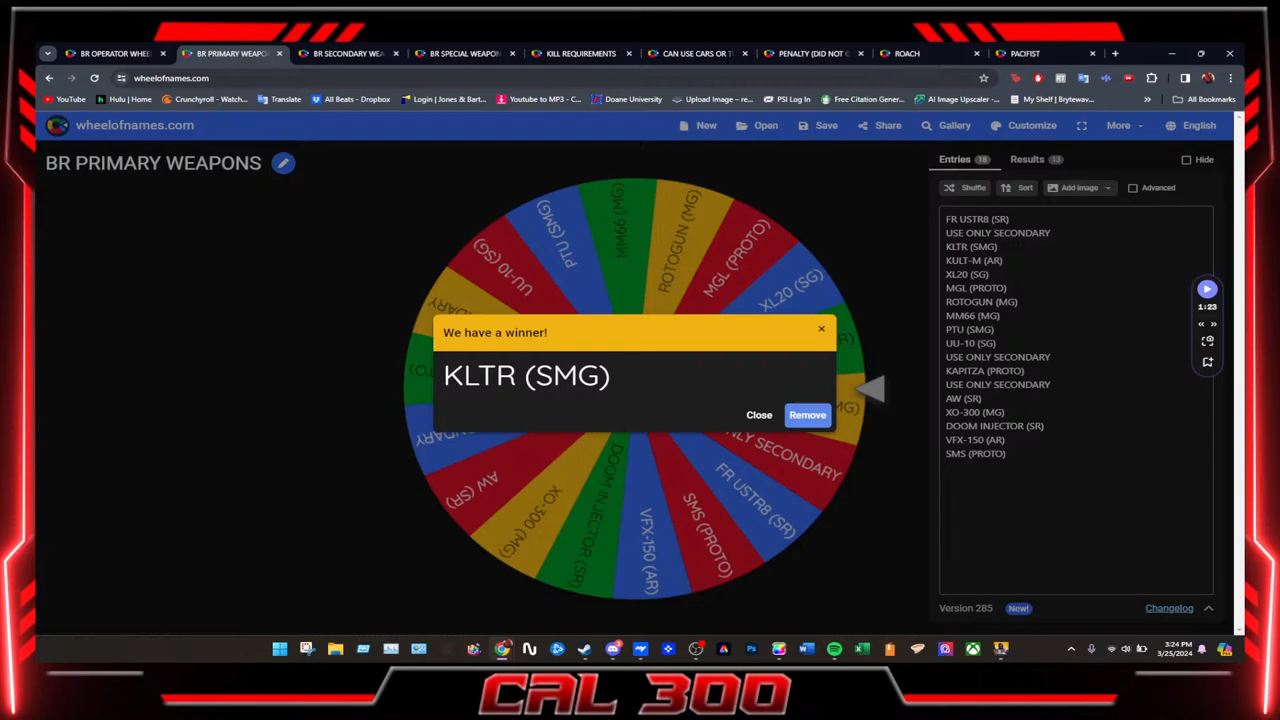 BR OPERATOR WHEE
BR PRIMARY WEAPO
BR SECONDARY WEA
BR SPECIAL WEAPON
KILL REQUIREMENTS
CAN USE CARS OR T
PENALTY (DID NOT G
ROACH
PACIFIST
wheelofnames.com
YouTube
Hulu | Home
Crunchyroll - Watch...
Translate
All Beats - Dropbox
Login | Jones & Bart...
Youtube to MP3 - C...
Doane University
Upload Image – re...
PSI Log In
Free Citation Gener...
AI Image Upscaler -...
My Shelf | Brytewav...
All Bookmarks
wheelofnames.com
New
Open
Save
Share
Gallery
Customize
More
English
BR PRIMARY WEAPONS
Entries 18
Results 13
Hide
Shuffle
Sort
Add image
Advanced
FR USTR8 (SR)
USE ONLY SECONDARY
KLTR (SMG)
KULT-M (AR)
XL20 (SG)
MGL (PROTO)
ROTOGUN (MG)
MM66 (MG)
PTU (SMG)
UU-10 (SG)
USE ONLY SECONDARY
KAPITZA (PROTO)
USE ONLY SECONDARY
AW (SR)
XO-300 (MG)
DOOM INJECTOR (SR)
VFX-150 (AR)
SMS (PROTO)
1:23
UU-10 (SG)
PTU (SMG)
MM66 (MG)
ROTOGUN (MG)
MGL (PROTO)
XL20 (SG)
We have a winner!
KLTR (SMG)
Close
Remove
NDARY
R)
TO)
MG)
NDARY
AW (SR)
XO-300 (MG)
DOOM INJECTOR (SR)
VFX-150 (AR)
SMS (PROTO)
FR USTR8 (SR)
ONLY SECONDARY
Version 285
New!
Changelog
3
3:24 PM
3/25/2024
CAL 300